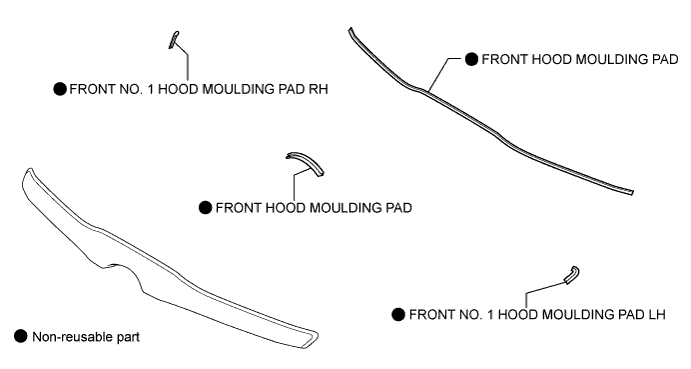 FRONT HOOD MOULDING PAD
FRONT NO. 1 HOOD MOULDING PAD RH
FRONT HOOD MOULDING PAD
FRONT NO. 1 HOOD MOULDING PAD LH
Non-reusable part